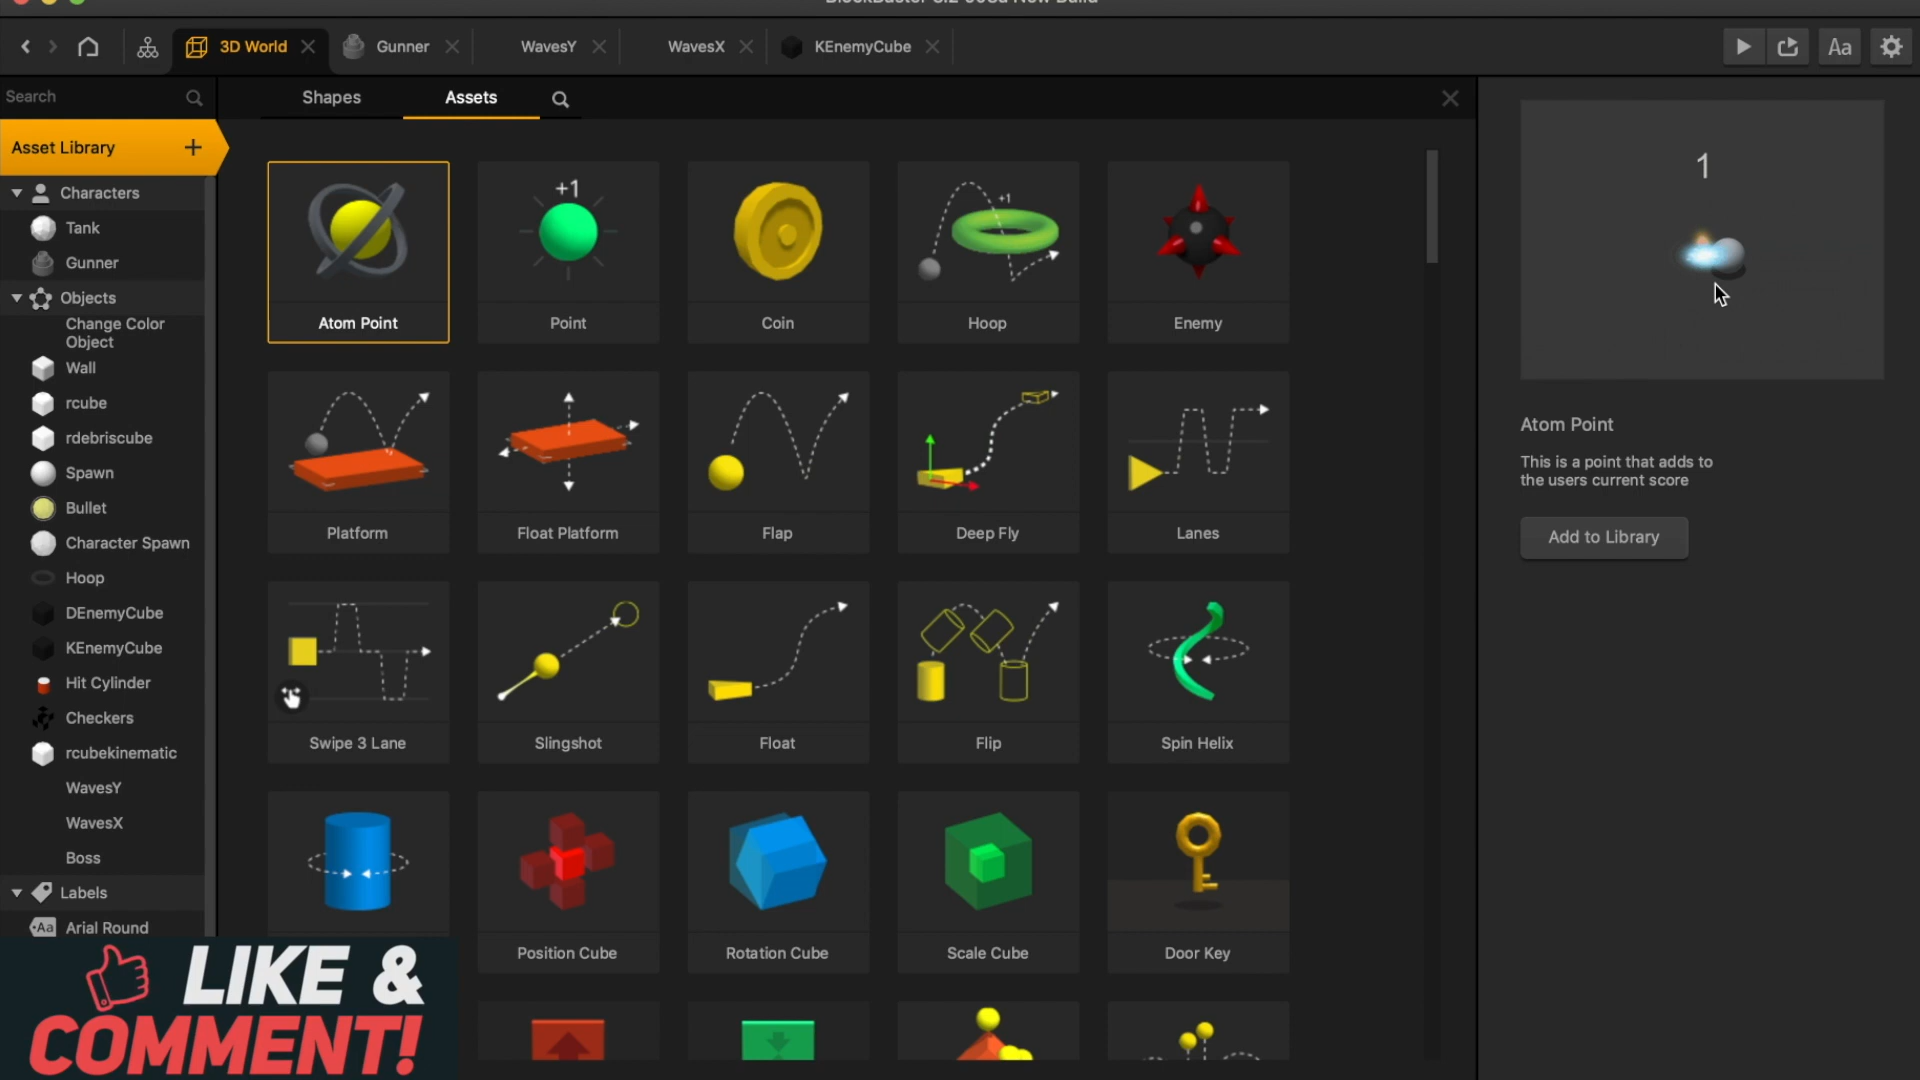 3D World
Gunner
WavesY
WavesX
KEnemyCube
Aa
Search
Shapes
Assets
Asset Library +
Characters
Tank
Gunner
Objects
Change Color
Object
Wall
rcube
rdebriscube
Spawn
Bullet
Character Spawn
Hoop
DEnemyCube
KEnemyCube
Hit Cylinder
Checkers
rcubekinematic
WavesY
WavesX
Boss
Labels
Aa Arial Round
+1
+1
Atom Point
Point
Coin
Hoop
Enemy
Platform
Float Platform
Flap
Deep Fly
Lanes
Swipe 3 Lane
Slingshot
Float
Flip
Spin Helix
Position Cube
Rotation Cube
Scale Cube
Door Key
1
Atom Point
This is a point that adds to
the users current score
Add to Library
LIKE &
COMMENT!